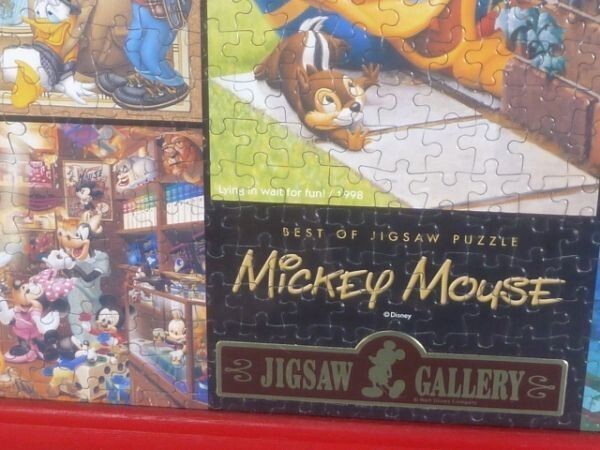 Lying in wait for fun! / 1998
BEST OF JIGSAW PUZZLE
MICKEY MOUSE
© Disney
JIGSAW GALLERY